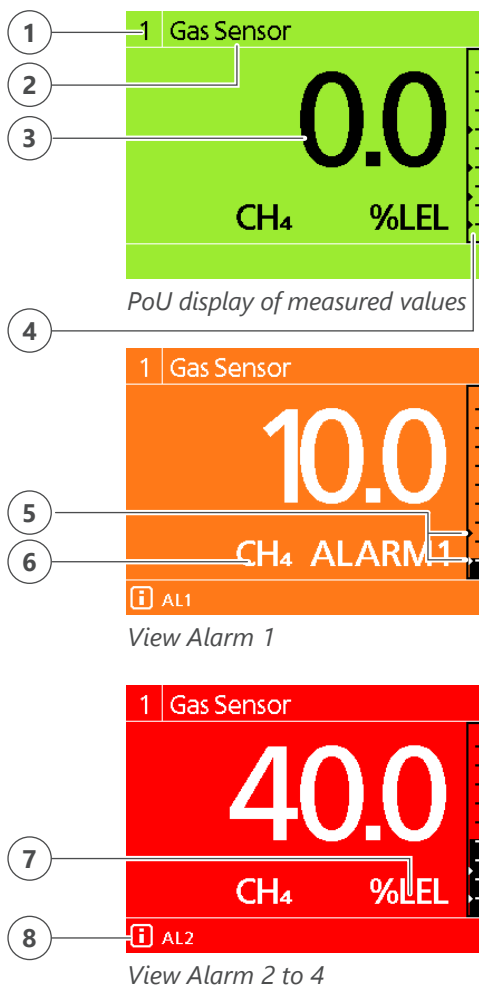 1
1 Gas Sensor
2
3
0.0
CH₄ %LEL
PoU display of measured values
4
1 Gas Sensor
10.0
5
6
CH₄ ALARM1
i AL1
View Alarm 1
1 Gas Sensor
40.0
7
CH₄ %LEL
8
i AL2
View Alarm 2 to 4